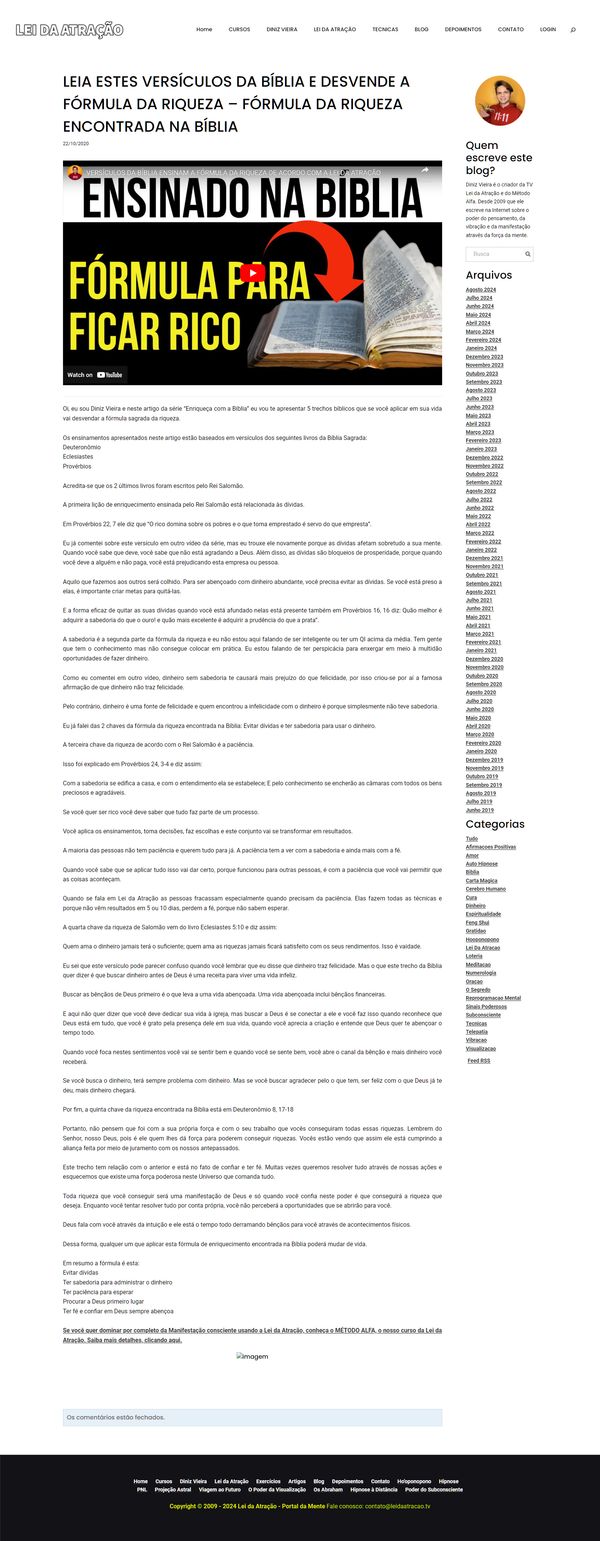 LEI DA ATRAÇÃO
Home CURSOS DINIZ VIEIRA LEI DA ATRAÇÃO TECNICAS BLOG DEPOIMENTOS CONTATO LOGIN
LEIA ESTES VERSÍCULOS DA BÍBLIA E DESVENDE A
FÓRMULA DA RIQUEZA – FÓRMULA DA RIQUEZA
ENCONTRADA NA BÍBLIA
22/10/2020
VERSÍCULOS DA BÍBLIA ENSINAM A FÓRMULA DA RIQUEZA DE ACORDO COM A LEI DA ATRAÇÃO
ENSINADO NA BÍBLIA
FÓRMULA PARA
FICAR RICO
Watch on YouTube
Oi, eu sou Diniz Vieira e neste artigo da série “Enriqueça com a Bíblia” eu vou te apresentar 5 trechos bíblicos que se você aplicar em sua vida
vai desvendar a fórmula sagrada da riqueza.
Os ensinamentos apresentados neste artigo estão baseados em versículos dos seguintes livros da Bíblia Sagrada:
Deuteronômio
Eclesiastes
Provérbios
Acredita-se que os 2 últimos livros foram escritos pelo Rei Salomão.
A primeira lição de enriquecimento ensinada pelo Rei Salomão está relacionada às dívidas.
Em Provérbios 22, 7 ele diz que “O rico domina sobre os pobres e o que toma emprestado é servo do que empresta”.
Eu já comentei sobre este versículo em outro vídeo da série, mas eu trouxe ele novamente porque as dívidas afetam sobretudo a sua mente.
Quando você sabe que deve, você sabe que não está agradando a Deus. Além disso, as dívidas são bloqueios de prosperidade, porque quando
você deve a alguém e não paga, você está prejudicando esta empresa ou pessoa.
Aquilo que fazemos aos outros será colhido. Para ser abençoado com dinheiro abundante, você precisa evitar as dívidas. Se você está preso a
elas, é importante criar metas para quitá-las.
E a forma eficaz de quitar as suas dívidas quando você está afundado nelas está presente também em Provérbios 16, 16 diz: Quão melhor é
adquirir a sabedoria do que o ouro! e quão mais excelente é adquirir a prudência do que a prata”.
A sabedoria é a segunda parte da fórmula da riqueza e eu não estou aqui falando de ser inteligente ou ter um QI acima da média. Tem gente
que tem o conhecimento mas não consegue colocar em prática. Eu estou falando de ter perspicácia para enxergar em meio à multidão
oportunidades de fazer dinheiro.
Como eu comentei em outro vídeo, dinheiro sem sabedoria te causará mais prejuízo do que felicidade, por isso criou-se por aí a famosa
afirmação de que dinheiro não traz felicidade.
Pelo contrário, dinheiro é uma fonte de felicidade e quem encontrou a infelicidade com o dinheiro é porque simplesmente não teve sabedoria.
Eu já falei das 2 chaves da fórmula da riqueza encontrada na Bíblia: Evitar dívidas e ter sabedoria para usar o dinheiro.
A terceira chave da riqueza de acordo com o Rei Salomão é a paciência.
Isso foi explicado em Provérbios 24, 3-4 e diz assim:
Com a sabedoria se edifica a casa, e com o entendimento ela se estabelece; E pelo conhecimento se encherão as câmaras com todos os bens
preciosos e agradáveis.
Se você quer ser rico você deve saber que tudo faz parte de um processo.
Você aplica os ensinamentos, toma decisões, faz escolhas e este conjunto vai se transformar em resultados.
A maioria das pessoas não tem paciência e querem tudo para já. A paciência tem a ver com a sabedoria e ainda mais com a fé.
Quando você sabe que se aplicar tudo isso vai dar certo, porque funcionou para outras pessoas, é com a paciência que você vai permitir que
as coisas aconteçam.
Quando se fala em Lei da Atração as pessoas fracassam especialmente quando precisam da paciência. Elas fazem todas as técnicas e
porque não vêm resultados em 5 ou 10 dias, perdem a fé, porque não sabem esperar.
A quarta chave da riqueza de Salomão vem do livro Eclesiastes 5:10 e diz assim:
Quem ama o dinheiro jamais terá o suficiente; quem ama as riquezas jamais ficará satisfeito com os seus rendimentos. Isso é vaidade.
Eu sei que este versículo pode parecer confuso quando você lembrar que eu disse que dinheiro traz felicidade. Mas o que este trecho da Bíblia
quer dizer é que buscar dinheiro antes de Deus é uma receita para viver uma vida infeliz.
Buscar as bênçãos de Deus primeiro é o que leva a uma vida abençoada. Uma vida abençoada inclui bênçãos financeiras.
E aqui não quer dizer que você deve dedicar sua vida à igreja, mas buscar a Deus é se conectar a ele e você faz isso quando reconhece que
Deus está em tudo, que você é grato pela presença dele em sua vida, quando você aprecia a criação e entende que Deus quer te abençoar o
tempo todo.
Quando você foca nestes sentimentos você vai se sentir bem e quando você se sente bem, você abre o canal da bênção e mais dinheiro você
receberá.
Se você busca o dinheiro, terá sempre problema com dinheiro. Mas se você buscar agradecer pelo o que tem, ser feliz com o que Deus já te
deu, mais dinheiro chegará.
Por fim, a quinta chave da riqueza encontrada na Bíblia está em Deuteronômio 8, 17-18
Portanto, não pensem que foi com a sua própria força e com o seu trabalho que vocês conseguiram todas essas riquezas. Lembrem do
Senhor, nosso Deus, pois é ele quem lhes dá força para poderem conseguir riquezas. Vocês estão vendo que assim ele está cumprindo a
aliança feita por meio de juramento com os nossos antepassados.
Este trecho tem relação com o anterior e está no fato de confiar e ter fé. Muitas vezes queremos resolver tudo através de nossas ações e
esquecemos que existe uma força poderosa neste Universo que comanda tudo.
Toda riqueza que você conseguir será uma manifestação de Deus e só quando você confia neste poder é que conseguirá a riqueza que
deseja. Enquanto você tentar resolver tudo por conta própria, você não perceberá a oportunidades que se abrirão para você.
Deus fala com você através da intuição e ele está o tempo todo derramando bênçãos para você através de acontecimentos físicos.
Dessa forma, qualquer um que aplicar esta fórmula de enriquecimento encontrada na Bíblia poderá mudar de vida.
Em resumo a fórmula é esta:
Evitar dívidas
Ter sabedoria para administrar o dinheiro
Ter paciência para esperar
Procurar a Deus primeiro lugar
Ter fé e confiar em Deus sempre abençoa
Se você quer dominar por completo da Manifestação consciente usando a Lei da Atração, conheça o MÉTODO ALFA, o nosso curso da Lei da
Atração. Saiba mais detalhes, clicando aqui.
imagem
Os comentários estão fechados.
11:11
Quem
escreve este
blog?
Diniz Vieira é o criador da TV
Lei da Atração e do Método
Alfa. Desde 2009 que ele
escreve na Internet sobre o
poder do pensamento, da
vibração e da manifestação
através da força da mente.
Busca
Arquivos
Agosto 2024
Julho 2024
Junho 2024
Maio 2024
Abril 2024
Março 2024
Fevereiro 2024
Janeiro 2024
Dezembro 2023
Novembro 2023
Outubro 2023
Setembro 2023
Agosto 2023
Julho 2023
Junho 2023
Maio 2023
Abril 2023
Março 2023
Fevereiro 2023
Janeiro 2023
Dezembro 2022
Novembro 2022
Outubro 2022
Setembro 2022
Agosto 2022
Julho 2022
Junho 2022
Maio 2022
Abril 2022
Março 2022
Fevereiro 2022
Janeiro 2022
Dezembro 2021
Novembro 2021
Outubro 2021
Setembro 2021
Agosto 2021
Julho 2021
Junho 2021
Maio 2021
Abril 2021
Março 2021
Fevereiro 2021
Janeiro 2021
Dezembro 2020
Novembro 2020
Outubro 2020
Setembro 2020
Agosto 2020
Julho 2020
Junho 2020
Maio 2020
Abril 2020
Março 2020
Fevereiro 2020
Janeiro 2020
Dezembro 2019
Novembro 2019
Outubro 2019
Setembro 2019
Agosto 2019
Julho 2019
Junho 2019
Categorias
Tudo
Afirmacoes Positivas
Amor
Auto Hipnose
Biblia
Carta Magica
Cerebro Humano
Cura
Dinheiro
Espiritualidade
Feng Shui
Gratidao
Hooponopono
Lei Da Atracao
Loteria
Meditacao
Numerologia
Oracao
O Segredo
Reprogramacao Mental
Sinais Poderosos
Subconsciente
Tecnicas
Telepatia
Vibracao
Visualizacao
Feed RSS
Home Cursos Diniz Vieira Lei da Atração Exercícios Artigos Blog Depoimentos Contato Ho'oponopono Hipnose
PNL Projeção Astral Viagem ao Futuro O Poder da Visualização Os Abraham Hipnose à Distância Poder do Subconsciente
Copyright © 2009 - 2024 Lei da Atração - Portal da Mente Fale conosco: contato@leidaatracao.tv